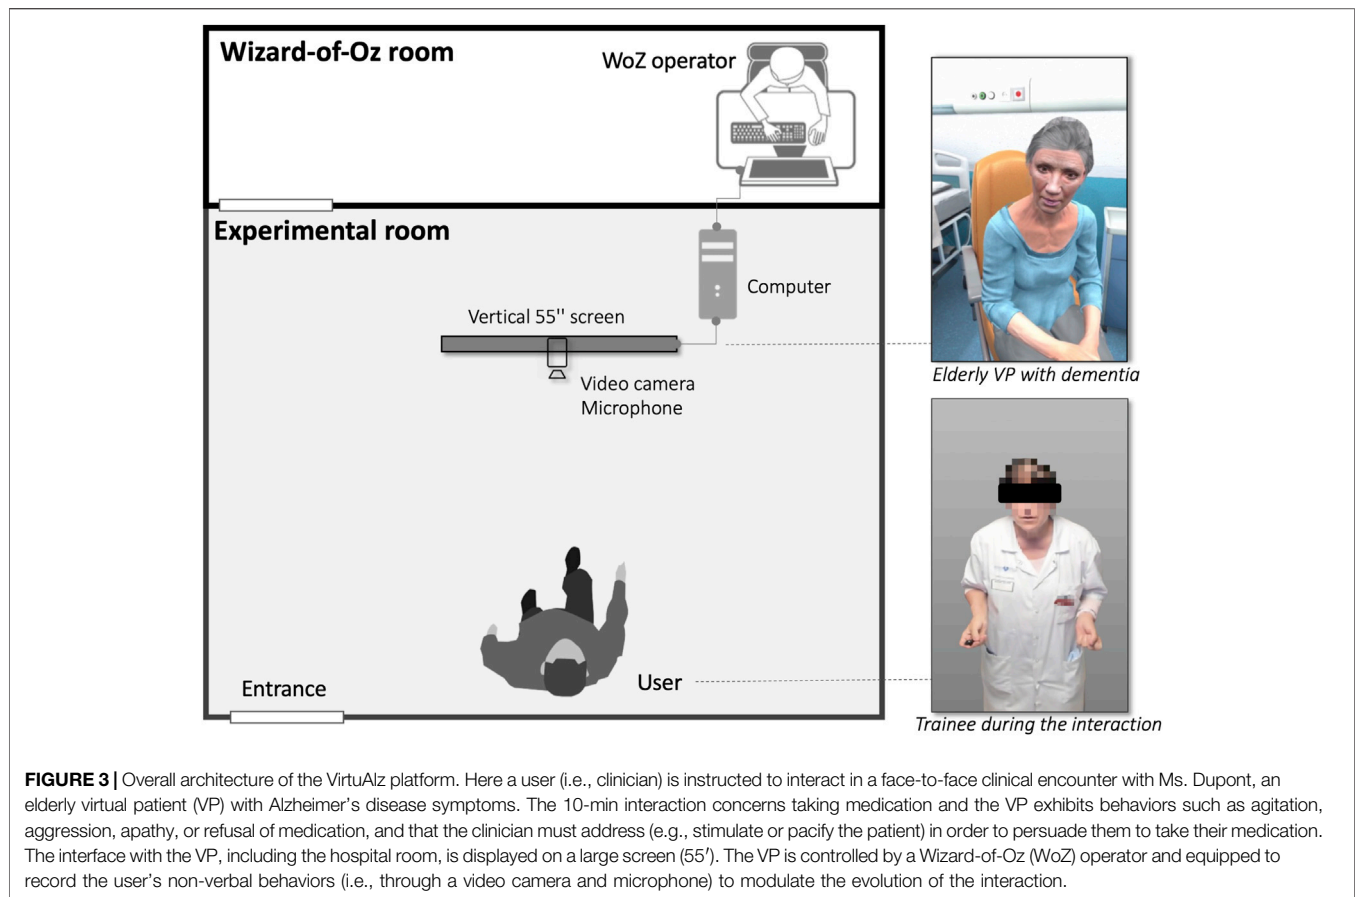 Wizard-of-Oz room
WoZ operator
Experimental room
Computer
Vertical 55" screen
Video camera
Microphone
Elderly VP with dementia
User
Entrance
Trainee during the interaction
FIGURE 3 | Overall architecture of the VirtuAlz platform. Here a user (i.e., clinician) is instructed to interact in a face-to-face clinical encounter with Ms. Dupont, an
elderly virtual patient (VP) with Alzheimer's disease symptoms. The 10-min interaction concerns taking medication and the VP exhibits behaviors such as agitation,
aggression, apathy, or refusal of medication, and that the clinician must address (e.g., stimulate or pacify the patient) in order to persuade them to take their medication.
The interface with the VP, including the hospital room, is displayed on a large screen (55′). The VP is controlled by a Wizard-of-Oz (WoZ) operator and equipped to
record the user's non-verbal behaviors (i.e., through a video camera and microphone) to modulate the evolution of the interaction.